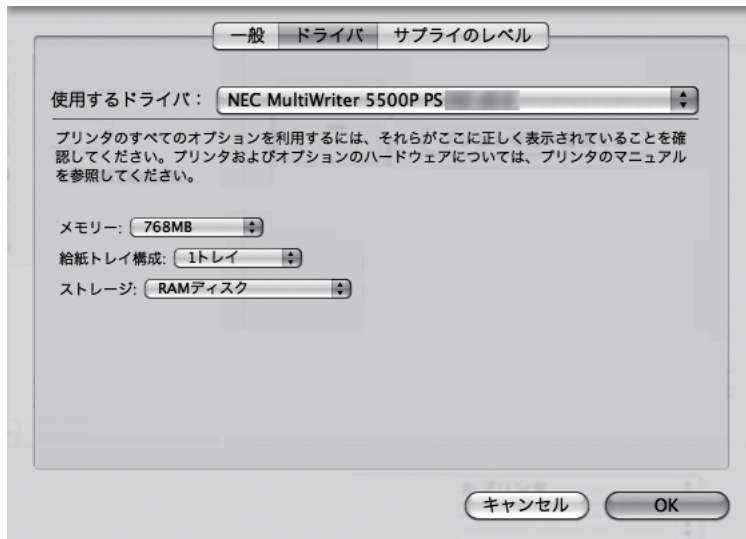 一般 ドライバ サプライのレベル
使用するドライバ： NEC MultiWriter 5500P PS
プリンタのすべてのオプションを利用するには、それらがここに正しく表示されていることを確
認してください。プリンタおよびオプションのハードウェアについては、プリンタのマニュアル
を参照してください。
メモリー: 768MB
給紙トレイ構成: 1トレイ
ストレージ: RAMディスク
キャンセル OK